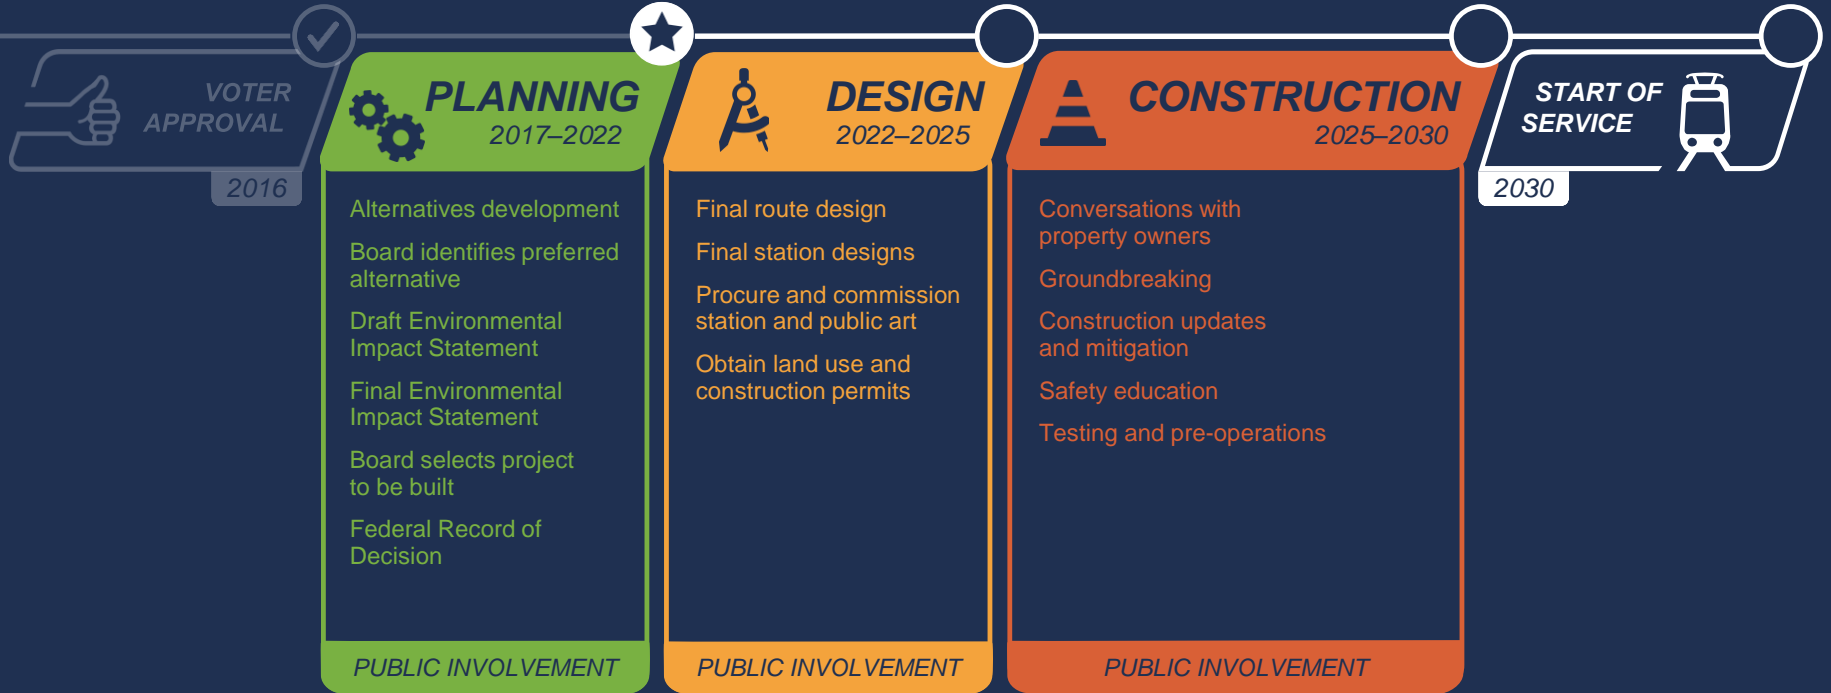 VOTER
APPROVAL
2016
PLANNING
2017–2022
Alternatives development
Board identifies preferred
alternative
Draft Environmental
Impact Statement
Final Environmental
Impact Statement
Board selects project
to be built
Federal Record of
Decision
PUBLIC INVOLVEMENT
DESIGN
2022–2025
Final route design
Final station designs
Procure and commission
station and public art
Obtain land use and
construction permits
PUBLIC INVOLVEMENT
CONSTRUCTION
2025–2030
Conversations with
property owners
Groundbreaking
Construction updates
and mitigation
Safety education
Testing and pre-operations
PUBLIC INVOLVEMENT
START OF
SERVICE
2030